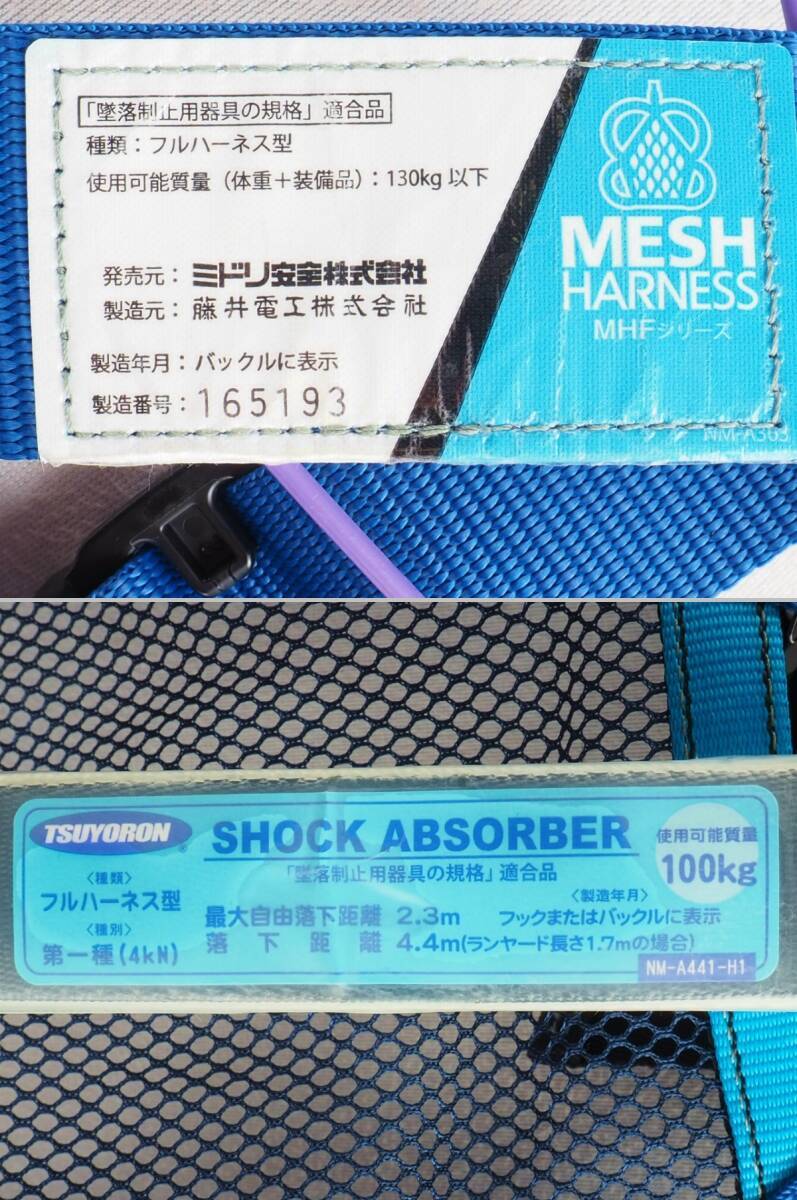 「墜落制止用器具の規格」適合品
種類：フルハーネス型
使用可能質量（体重＋装備品）：130kg 以下
発売元：ミドリ安全株式会社
製造元：藤井電工株式会社
製造年月：バックルに表示
製造番号：165193
MESH
HARNESS
MHFシリーズ
NM-A363
TSUYORON
SHOCK ABSORBER
「墜落制止用器具の規格」適合品
使用可能質量
100kg
〈種類〉
フルハーネス型
〈種別〉
第一種(4kN)
最大自由落下距離 2.3m
落下距離 4.4m(ランヤード長さ1.7mの場合)
〈製造年月〉
フックまたはバックルに表示
NM-A441-H1